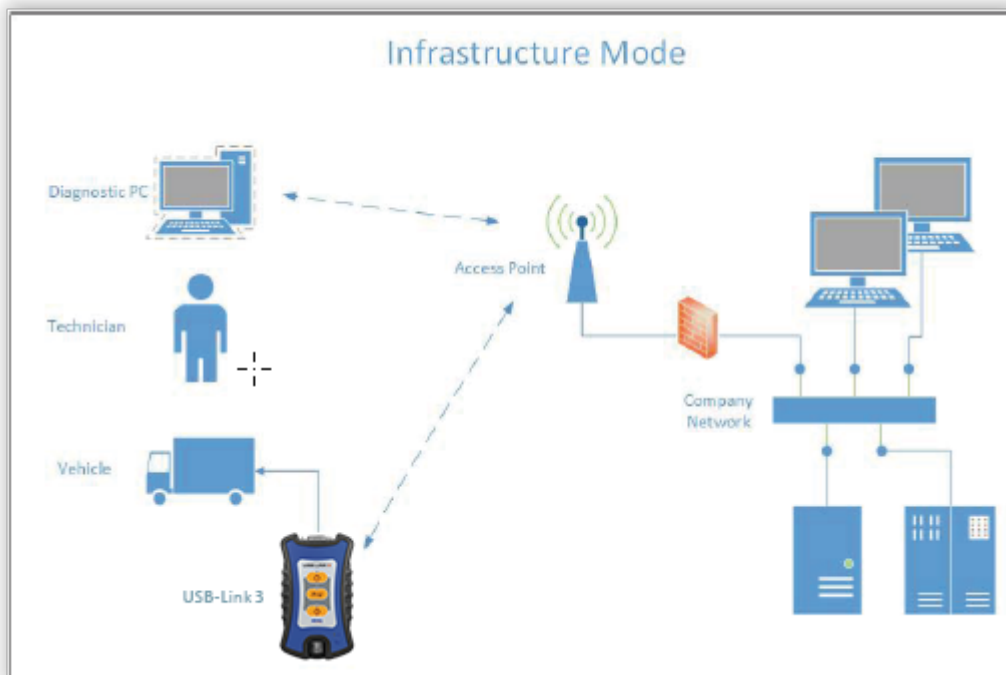 Infrastructure Mode
Diagnostic PC
Access Point
Technician
Company
Network
Vehicle
USB-Link 3